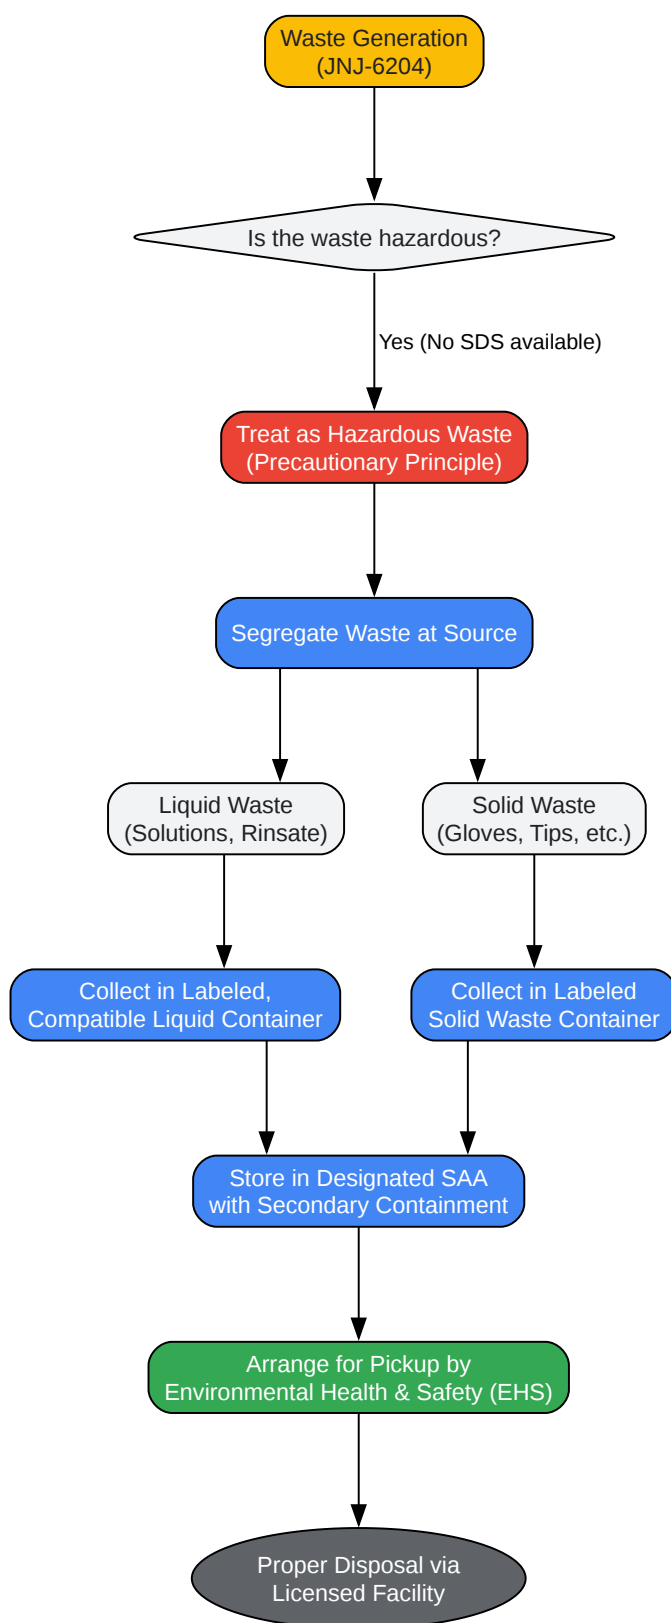 Waste Generation
(JNJ-6204)
Is the waste hazardous?
Yes (No SDS available)
Treat as Hazardous Waste
(Precautionary Principle)
Segregate Waste at Source
Liquid Waste
(Solutions, Rinsate)
Solid Waste
(Gloves, Tips, etc.)
Collect in Labeled,
Compatible Liquid Container
Collect in Labeled
Solid Waste Container
Store in Designated SAA
with Secondary Containment
Arrange for Pickup by
Environmental Health & Safety (EHS)
Proper Disposal via
Licensed Facility